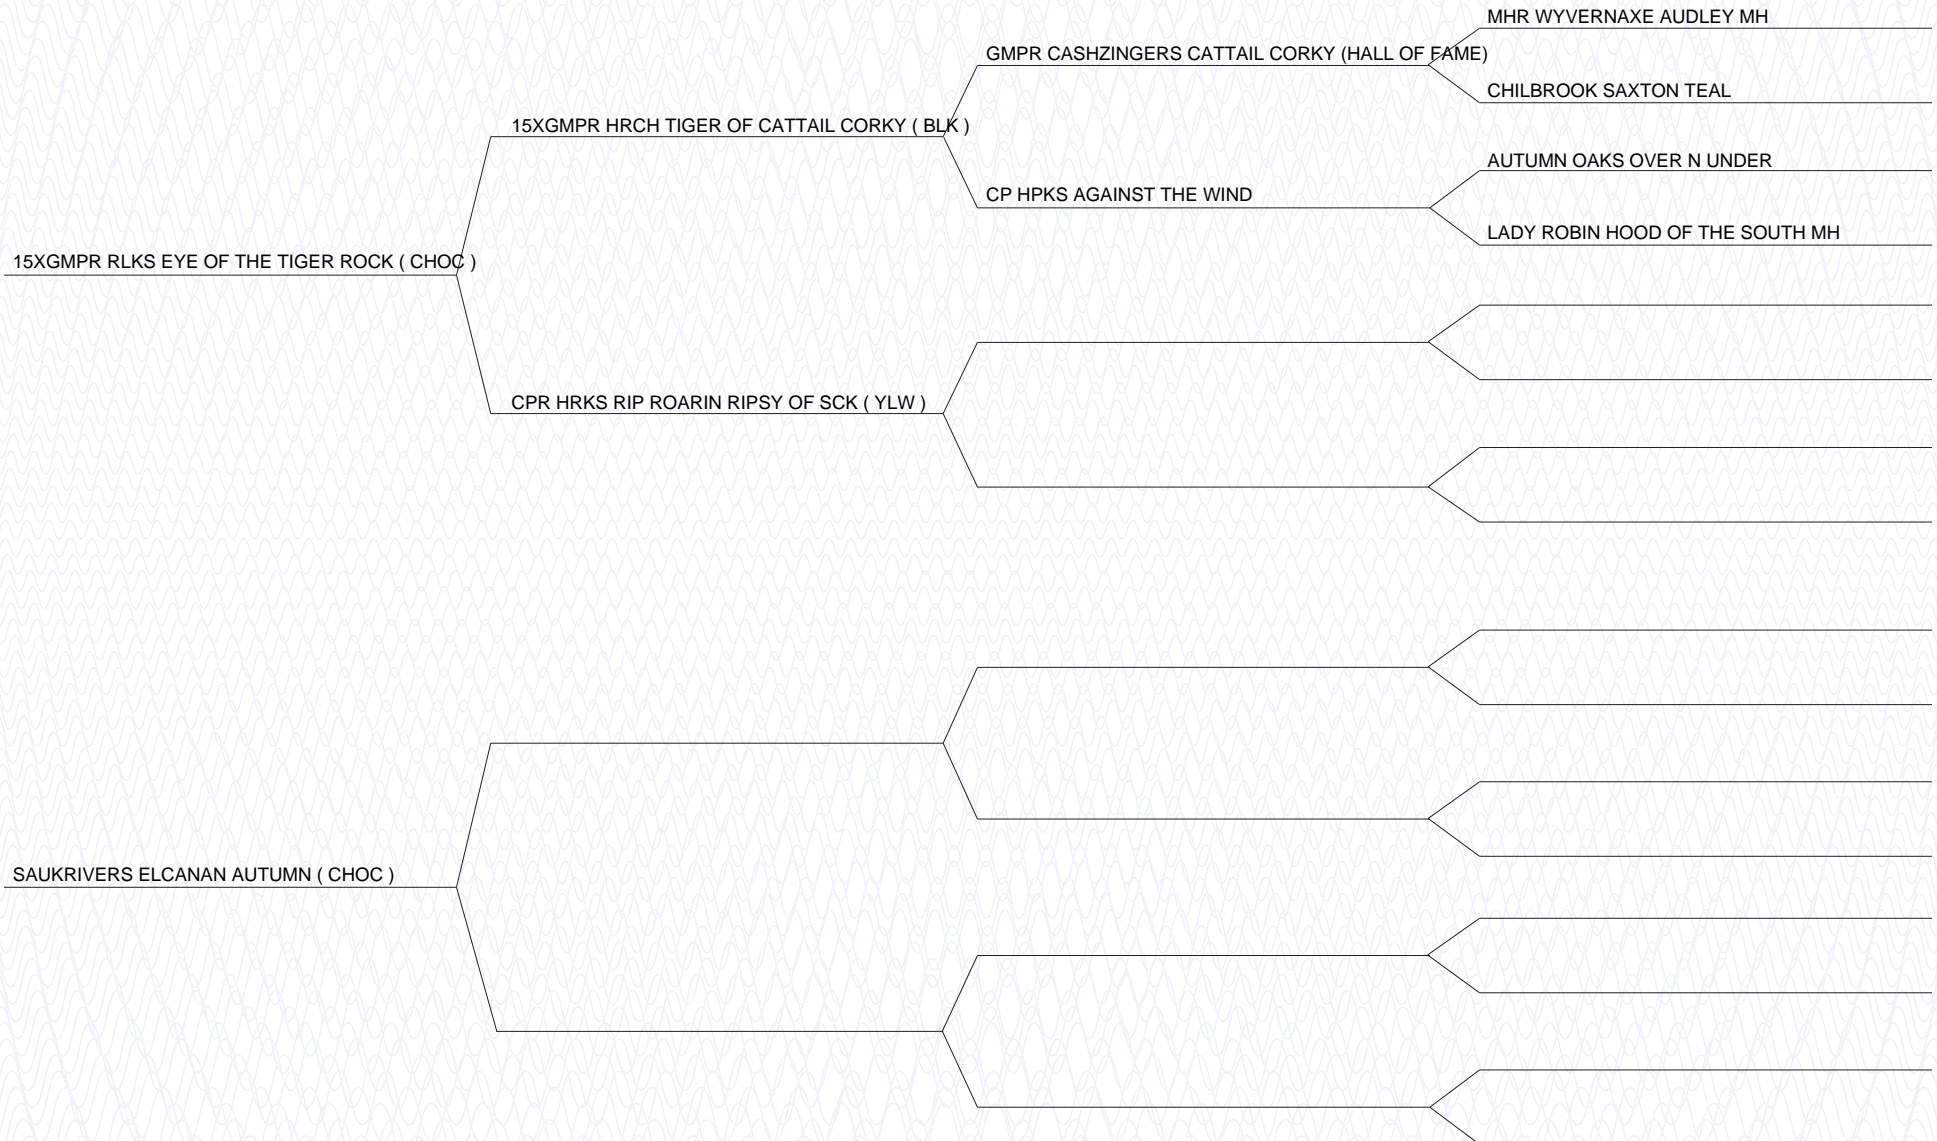 MHR WYVERNAXE AUDLEY MH
GMPR CASHZINGERS CATTAIL CORKY (HALL OF FAME)
CHILBROOK SAXTON TEAL
15XGMPR HRCH TIGER OF CATTAIL CORKY ( BLK )
AUTUMN OAKS OVER N UNDER
CP HPKS AGAINST THE WIND
LADY ROBIN HOOD OF THE SOUTH MH
15XGMPR RLKS EYE OF THE TIGER ROCK ( CHOC )
CPR HRKS RIP ROARIN RIPSY OF SCK ( YLW )
SAUKRIVERS ELCANAN AUTUMN ( CHOC )